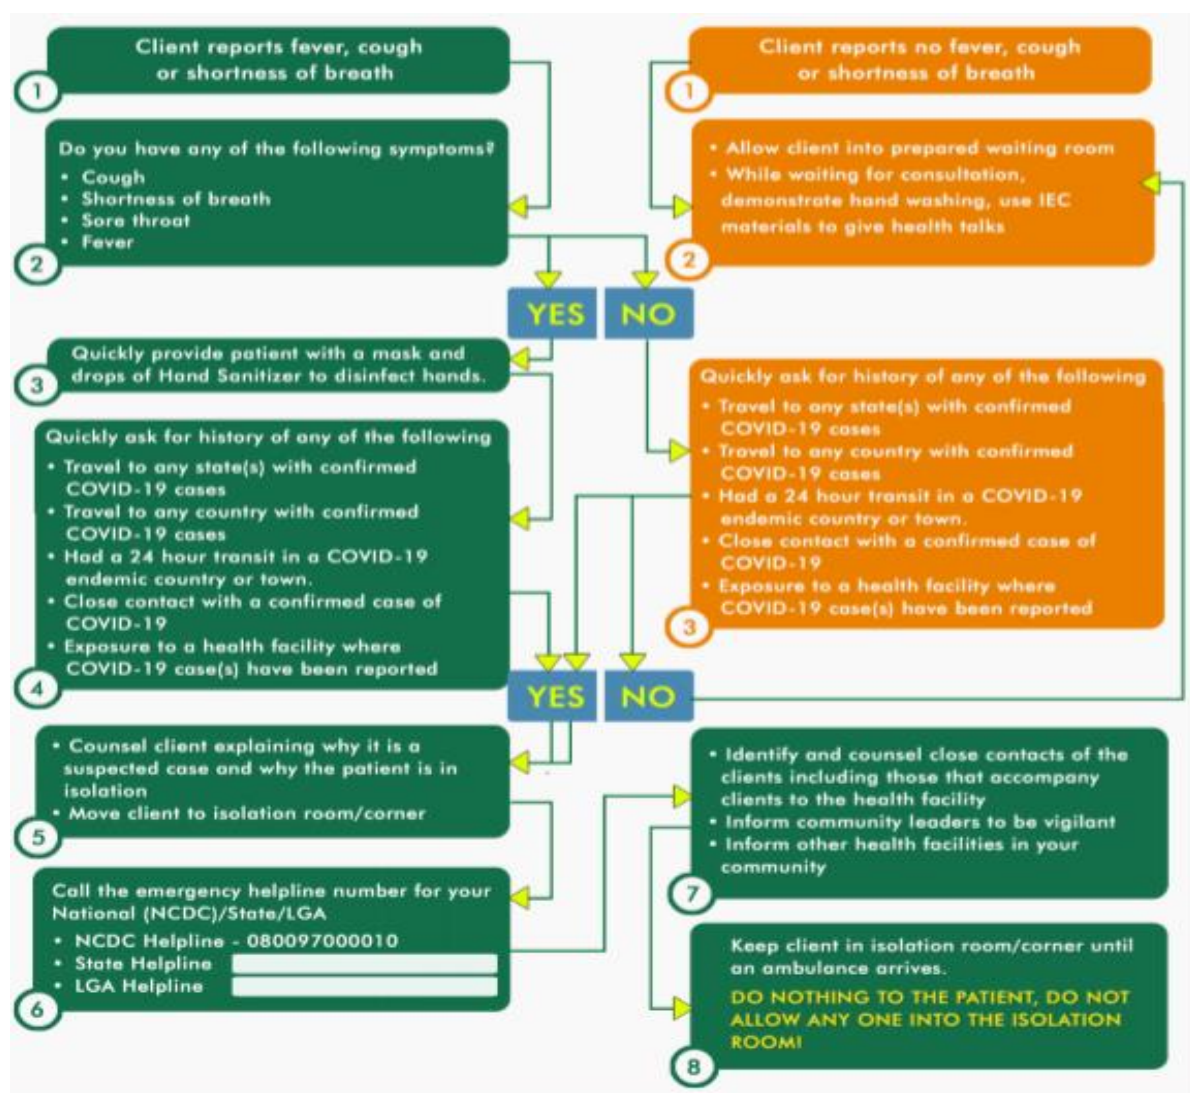 Client reports fever, cough
or shortness of breath
1
Do you have any of the following symptoms?
• Cough
• Shortness of breath
• Sore throat
• Fever
2
YES
NO
Quickly provide patient with a mask and
drops of Hand Sanitizer to disinfect hands.
3
Quickly ask for history of any of the following
• Travel to any state(s) with confirmed
COVID-19 cases
• Travel to any country with confirmed
COVID-19 cases
• Had a 24 hour transit in a COVID-19
endemic country or town.
• Close contact with a confirmed case of
COVID-19
• Exposure to a health facility where
COVID-19 case(s) have been reported
4
YES
NO
• Counsel client explaining why it is a
suspected case and why the patient is in
isolation
• Move client to isolation room/corner
5
Call the emergency helpline number for your
National (NCDC)/State/LGA
• NCDC Helpline - 080097000010
• State Helpline
• LGA Helpline
6
Client reports no fever, cough
or shortness of breath
1
• Allow client into prepared waiting room
• While waiting for consultation,
demonstrate hand washing, use IEC
materials to give health talks
2
Quickly ask for history of any of the following
• Travel to any state(s) with confirmed
COVID-19 cases
• Travel to any country with confirmed
COVID-19 cases
• Had a 24 hour transit in a COVID-19
endemic country or town.
• Close contact with a confirmed case of
COVID-19
• Exposure to a health facility where
COVID-19 case(s) have been reported
3
• Identify and counsel close contacts of the
clients including those that accompany
clients to the health facility
• Inform community leaders to be vigilant
• Inform other health facilities in your
community
7
Keep client in isolation room/corner until
an ambulance arrives.
DO NOTHING TO THE PATIENT, DO NOT
ALLOW ANY ONE INTO THE ISOLATION
ROOM!
8